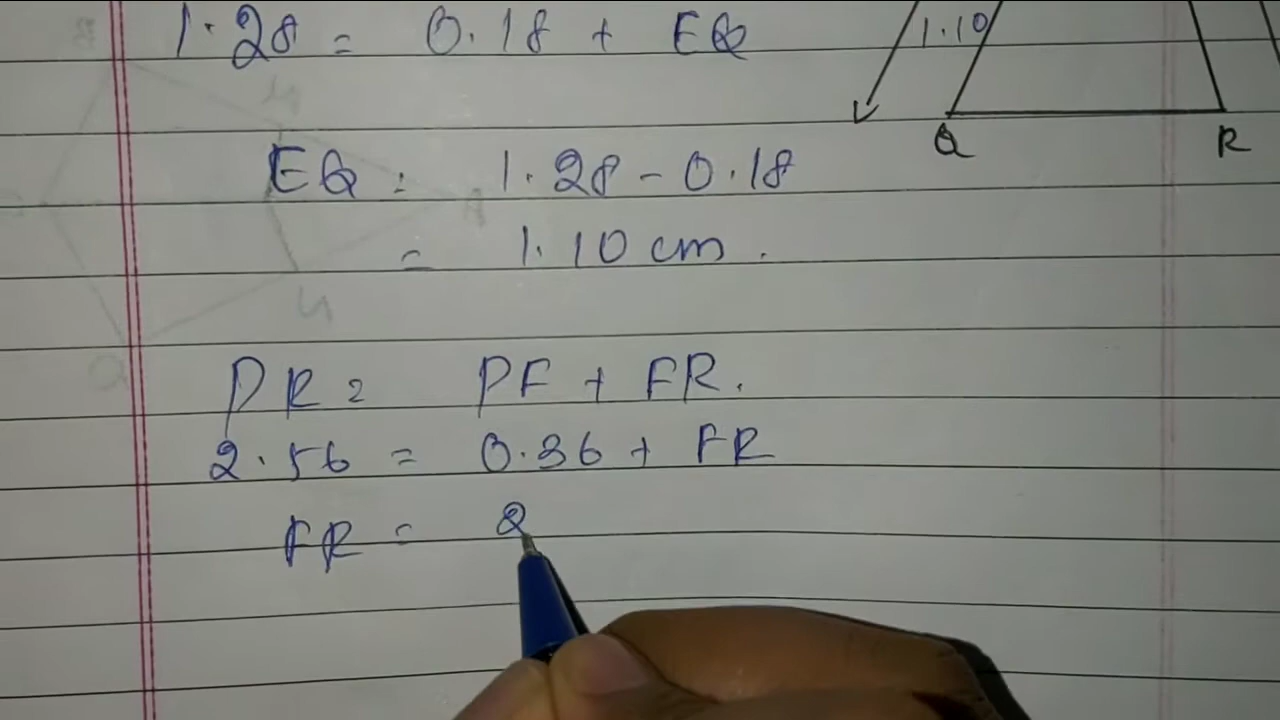 1.28 = 0.18 + EQ
1.10
Q R
EQ = 1.28 - 0.18
= 1.10 cm.
PR = PF + FR.
2.56 = 0.36 + FR
FR = 2